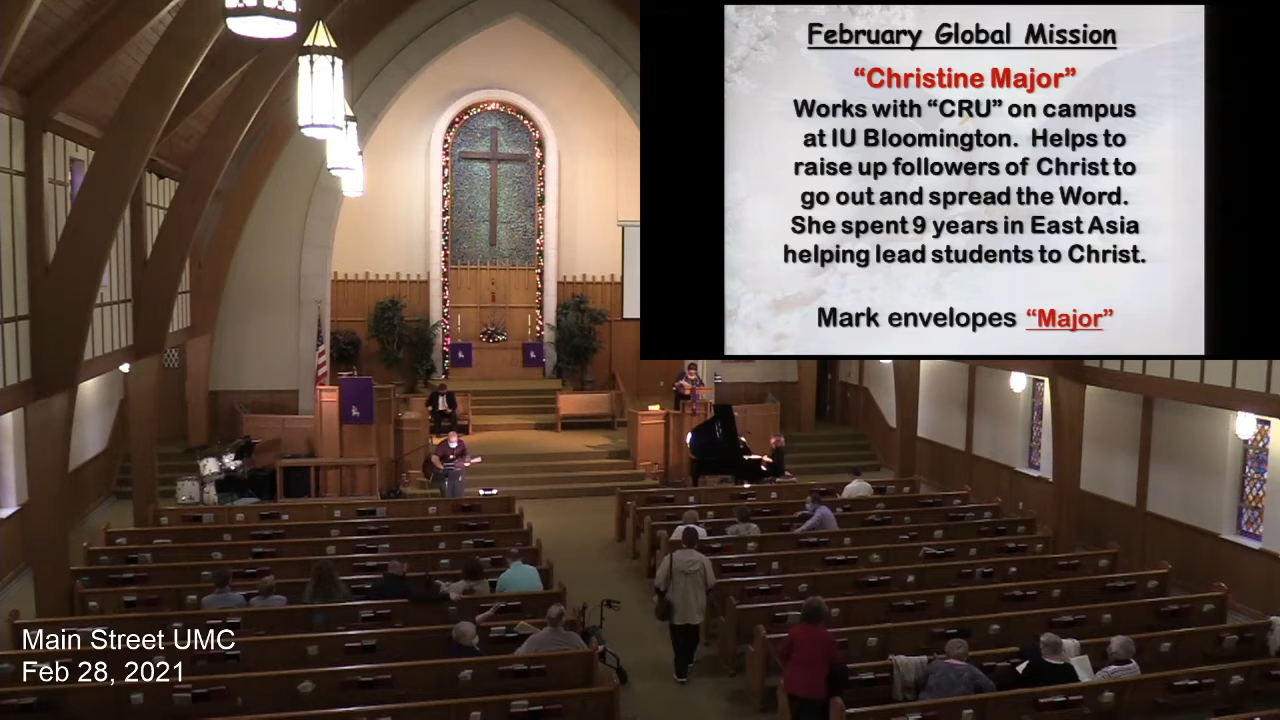 February Global Mission
“Christine Major”
Works with “CRU” on campus
at IU Bloomington. Helps to
raise up followers of Christ to
go out and spread the Word.
She spent 9 years in East Asia
helping lead students to Christ.
Mark envelopes “Major”
Main Street UMC
Feb 28, 2021